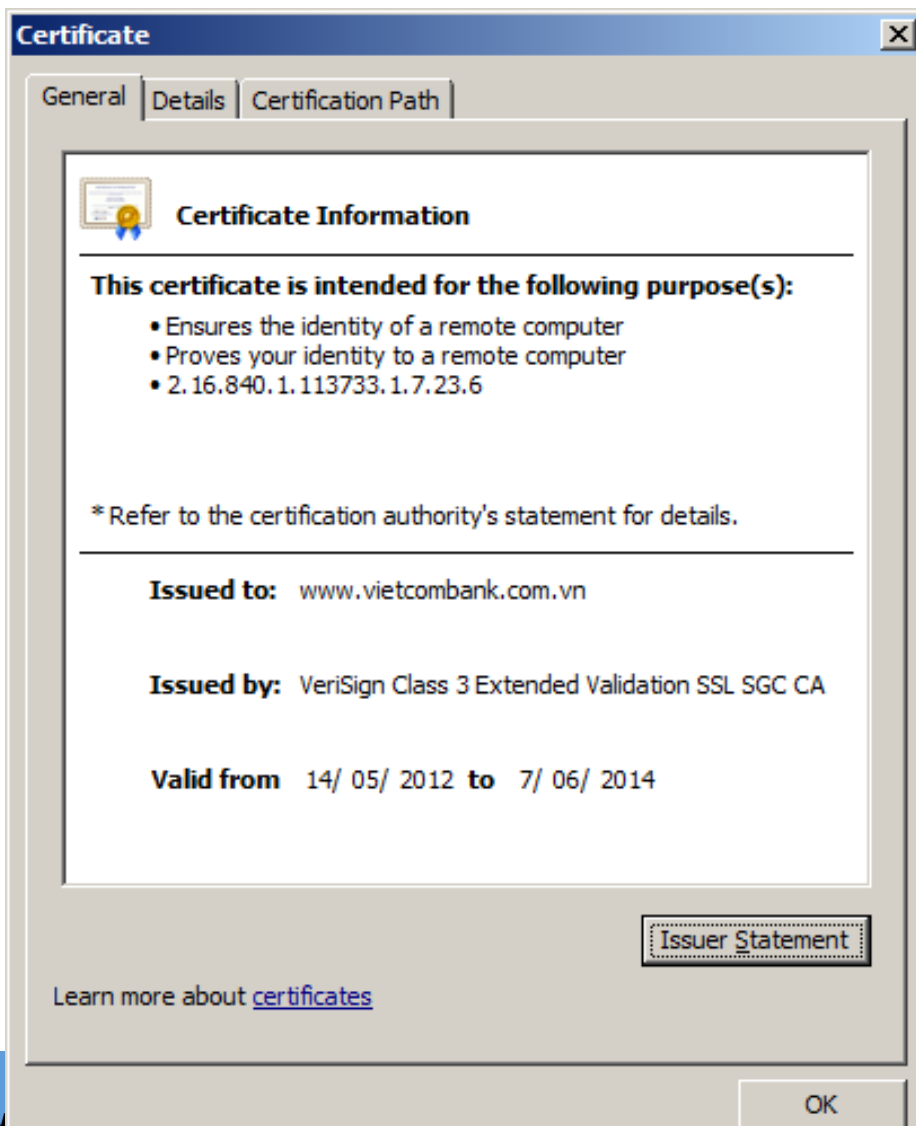 Certificate
General Details Certification Path
Certificate Information
This certificate is intended for the following purpose(s):
• Ensures the identity of a remote computer
• Proves your identity to a remote computer
• 2.16.840.1.113733.1.7.23.6
* Refer to the certification authority's statement for details.
Issued to: www.vietcombank.com.vn
Issued by: VeriSign Class 3 Extended Validation SSL SGC CA
Valid from 14/ 05/ 2012 to 7/ 06/ 2014
Issuer Statement
Learn more about certificates
OK